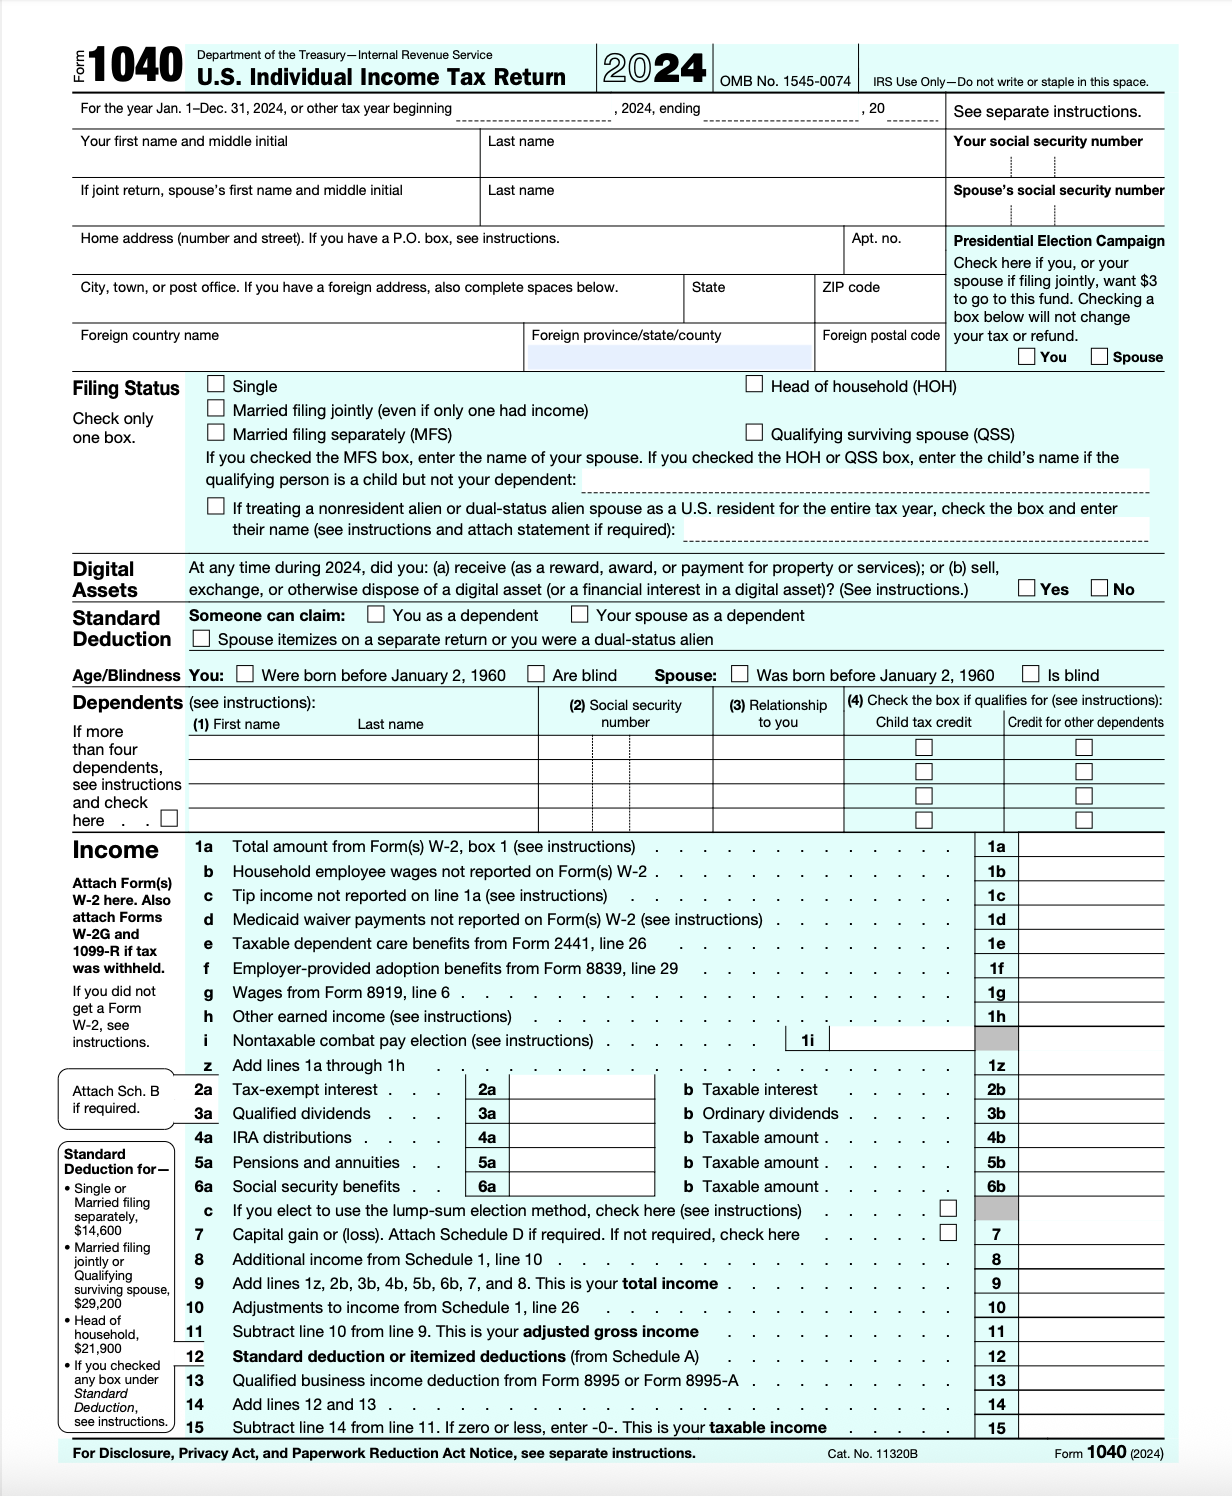 Form 1040 Department of the Treasury—Internal Revenue Service
U.S. Individual Income Tax Return 2024 OMB No. 1545-0074 IRS Use Only—Do not write or staple in this space.
For the year Jan. 1–Dec. 31, 2024, or other tax year beginning , 2024, ending , 20 See separate instructions.
Your first name and middle initial Last name Your social security number
If joint return, spouse's first name and middle initial Last name Spouse's social security number
Home address (number and street). If you have a P.O. box, see instructions. Apt. no.
City, town, or post office. If you have a foreign address, also complete spaces below. State ZIP code
Foreign country name Foreign province/state/county Foreign postal code
Presidential Election Campaign
Check here if you, or your
spouse if filing jointly, want $3
to go to this fund. Checking a
box below will not change
your tax or refund.
You Spouse
Filing Status
Check only
one box.
Single Head of household (HOH)
Married filing jointly (even if only one had income)
Married filing separately (MFS) Qualifying surviving spouse (QSS)
If you checked the MFS box, enter the name of your spouse. If you checked the HOH or QSS box, enter the child's name if the
qualifying person is a child but not your dependent:
If treating a nonresident alien or dual-status alien spouse as a U.S. resident for the entire tax year, check the box and enter
their name (see instructions and attach statement if required):
Digital
Assets
At any time during 2024, did you: (a) receive (as a reward, award, or payment for property or services); or (b) sell,
exchange, or otherwise dispose of a digital asset (or a financial interest in a digital asset)? (See instructions.) Yes No
Standard
Deduction
Someone can claim: You as a dependent Your spouse as a dependent
Spouse itemizes on a separate return or you were a dual-status alien
Age/Blindness You: Were born before January 2, 1960 Are blind Spouse: Was born before January 2, 1960 Is blind
Dependents (see instructions):
(1) First name Last name
(2) Social security
number
(3) Relationship
to you
(4) Check the box if qualifies for (see instructions):
Child tax credit Credit for other dependents
If more
than four
dependents,
see instructions
and check
here . .
Income
Attach Form(s)
W-2 here. Also
attach Forms
W-2G and
1099-R if tax
was withheld.
If you did not
get a Form
W-2, see
instructions.
1a Total amount from Form(s) W-2, box 1 (see instructions) 1a
b Household employee wages not reported on Form(s) W-2 1b
c Tip income not reported on line 1a (see instructions) 1c
d Medicaid waiver payments not reported on Form(s) W-2 (see instructions) 1d
e Taxable dependent care benefits from Form 2441, line 26 1e
f Employer-provided adoption benefits from Form 8839, line 29 1f
g Wages from Form 8919, line 6 1g
h Other earned income (see instructions) 1h
i Nontaxable combat pay election (see instructions) 1i
z Add lines 1a through 1h 1z
Attach Sch. B
if required.
2a Tax-exempt interest 2a b Taxable interest 2b
3a Qualified dividends 3a b Ordinary dividends 3b
4a IRA distributions 4a b Taxable amount 4b
5a Pensions and annuities 5a b Taxable amount 5b
6a Social security benefits 6a b Taxable amount 6b
c If you elect to use the lump-sum election method, check here (see instructions)
7 Capital gain or (loss). Attach Schedule D if required. If not required, check here 7
8 Additional income from Schedule 1, line 10 8
9 Add lines 1z, 2b, 3b, 4b, 5b, 6b, 7, and 8. This is your total income 9
10 Adjustments to income from Schedule 1, line 26 10
11 Subtract line 10 from line 9. This is your adjusted gross income 11
12 Standard deduction or itemized deductions (from Schedule A) 12
13 Qualified business income deduction from Form 8995 or Form 8995-A 13
14 Add lines 12 and 13 14
15 Subtract line 14 from line 11. If zero or less, enter -0-. This is your taxable income 15
Standard
Deduction for—
• Single or
Married filing
separately,
$14,600
• Married filing
jointly or
Qualifying
surviving spouse,
$29,200
• Head of
household,
$21,900
• If you checked
any box under
Standard
Deduction,
see instructions.
For Disclosure, Privacy Act, and Paperwork Reduction Act Notice, see separate instructions. Cat. No. 11320B Form 1040 (2024)